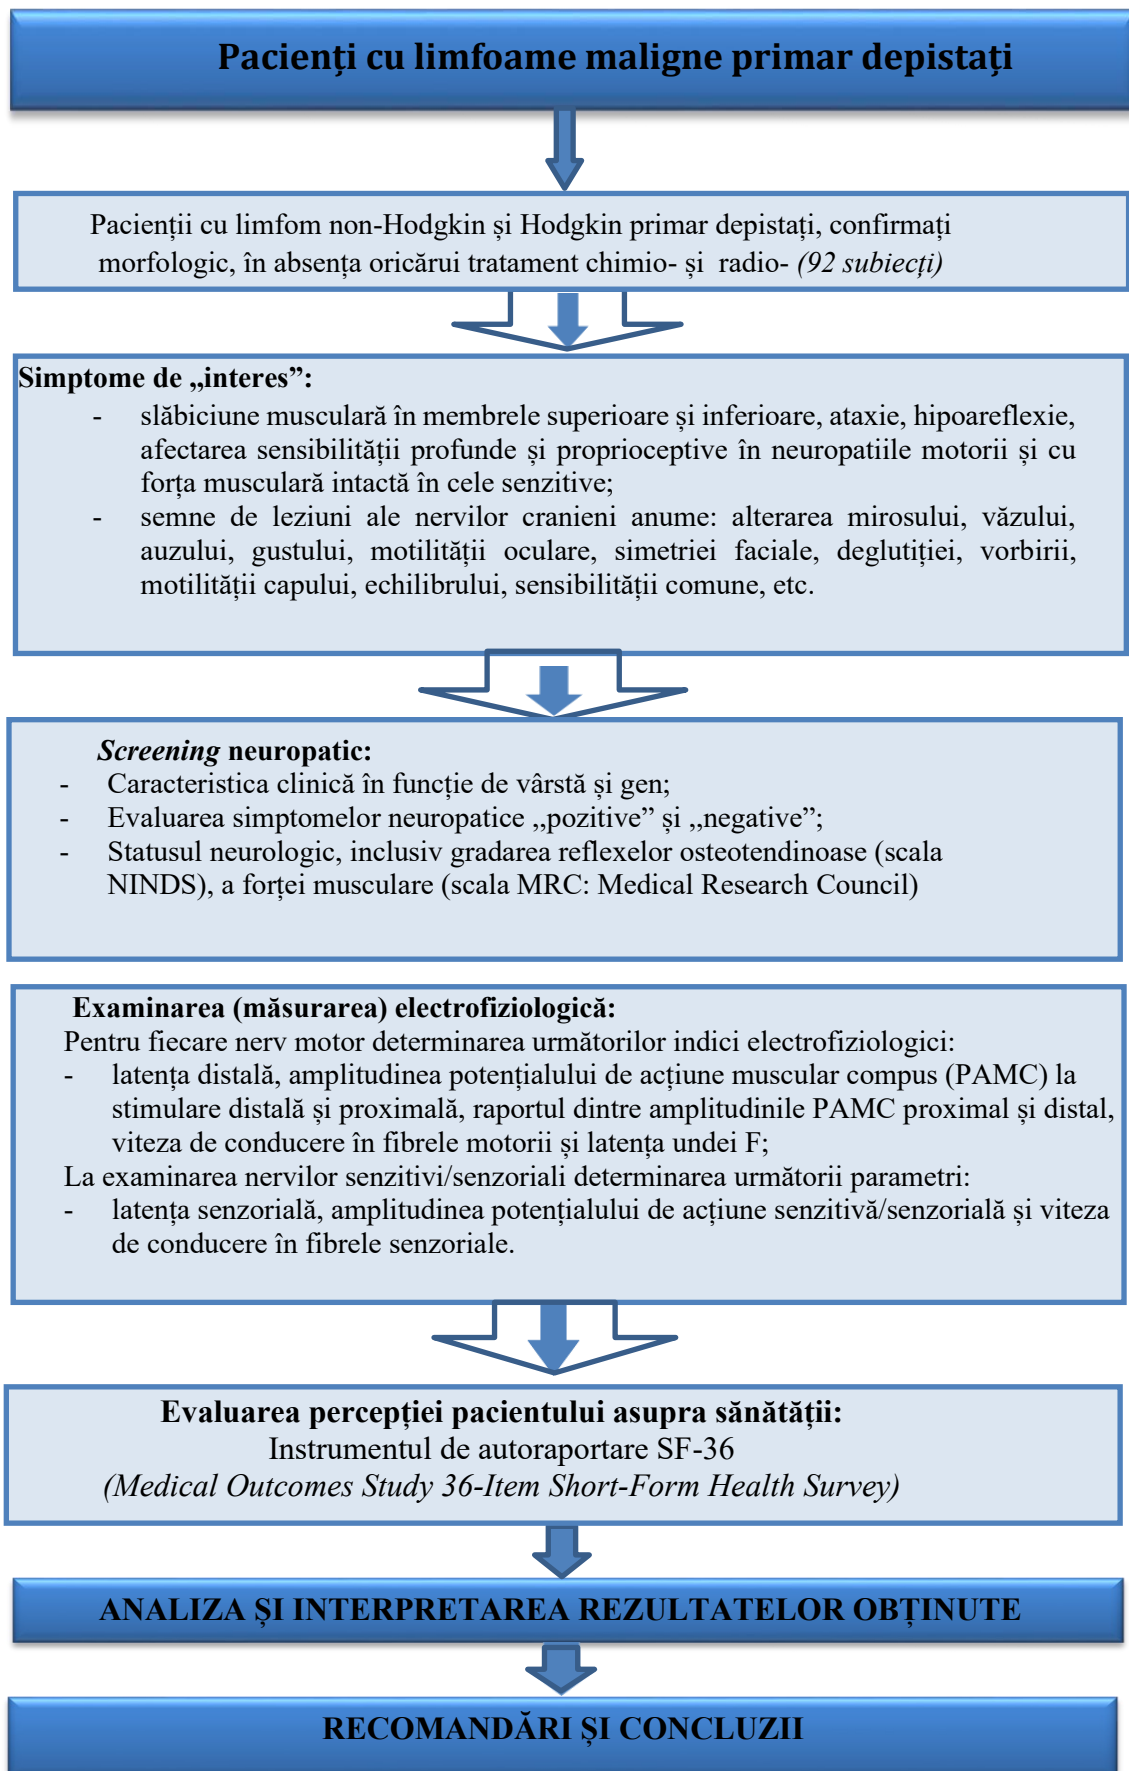 Pacienți cu limfoame maligne primar depistați
Pacienții cu limfom non-Hodgkin și Hodgkin primar depistați, confirmați
morfologic, în absența oricărui tratament chimio- și radio- (92 subiecți)
Simptome de „interes”:
- slăbiciune musculară în membrele superioare și inferioare, ataxie, hipoareflexie,
afectarea sensibilității profunde și proprioceptive în neuropatiile motorii și cu
forța musculară intactă în cele senzitive;
- semne de leziuni ale nervilor cranieni anume: alterarea mirosului, văzului,
auzului, gustului, motilității oculare, simetriei faciale, deglutiției, vorbirii,
motilității capului, echilibrului, sensibilității comune, etc.
Screening neuropatic:
- Caracteristica clinică în funcție de vârstă și gen;
- Evaluarea simptomelor neuropatice „pozitive” și „negative”;
- Statusul neurologic, inclusiv gradarea reflexelor osteotendinoase (scala
NINDS), a forței musculare (scala MRC: Medical Research Council)
Examinarea (măsurarea) electrofiziologică:
Pentru fiecare nerv motor determinarea următorilor indici electrofiziologici:
- latența distală, amplitudinea potențialului de acțiune muscular compus (PAMC) la
stimulare distală și proximală, raportul dintre amplitudinile PAMC proximal și distal,
viteza de conducere în fibrele motorii și latența undei F;
La examinarea nervilor senzitivi/senzoriali determinarea următorii parametri:
- latența senzorială, amplitudinea potențialului de acțiune senzitivă/senzorială și viteza
de conducere în fibrele senzoriale.
Evaluarea percepției pacientului asupra sănătății:
Instrumentul de autoraportare SF-36
(Medical Outcomes Study 36-Item Short-Form Health Survey)
ANALIZA ȘI INTERPRETAREA REZULTATELOR OBȚINUTE
RECOMANDĂRI ȘI CONCLUZII